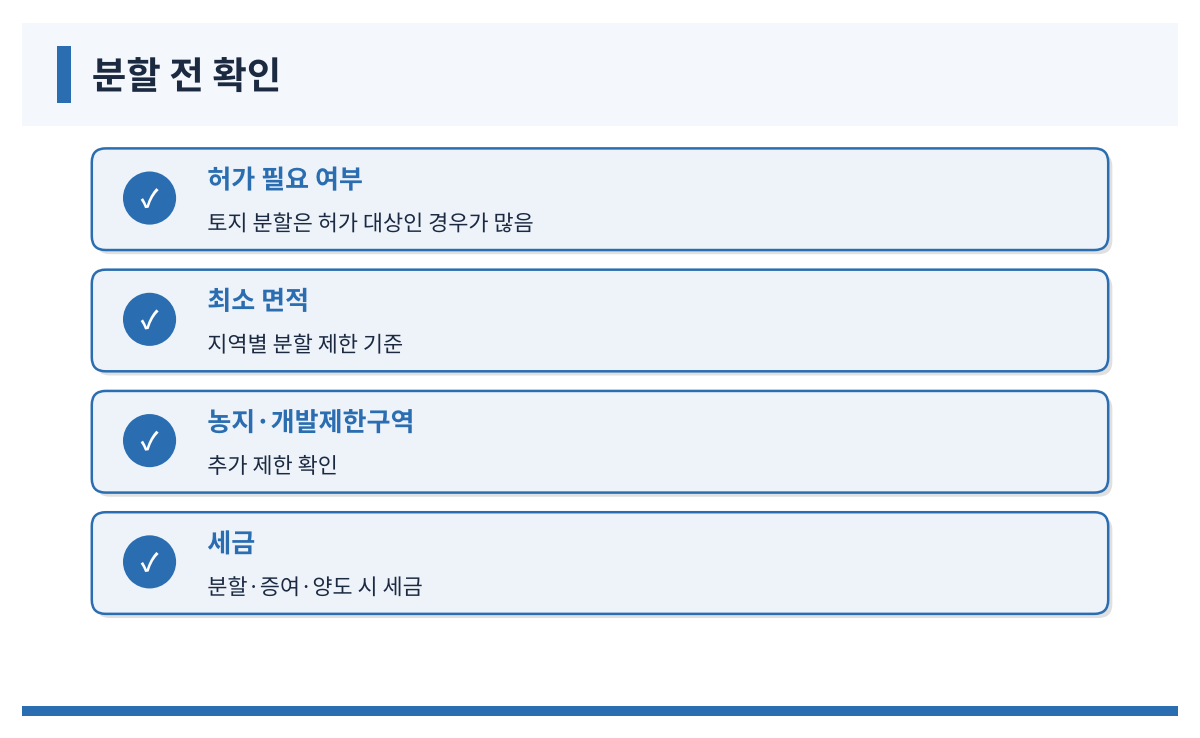 분할 전 확인
✓
허가 필요 여부
토지 분할은 허가 대상인 경우가 많음
✓
최소 면적
지역별 분할 제한 기준
✓
농지·개발제한구역
추가 제한 확인
✓
세금
분할·증여·양도 시 세금